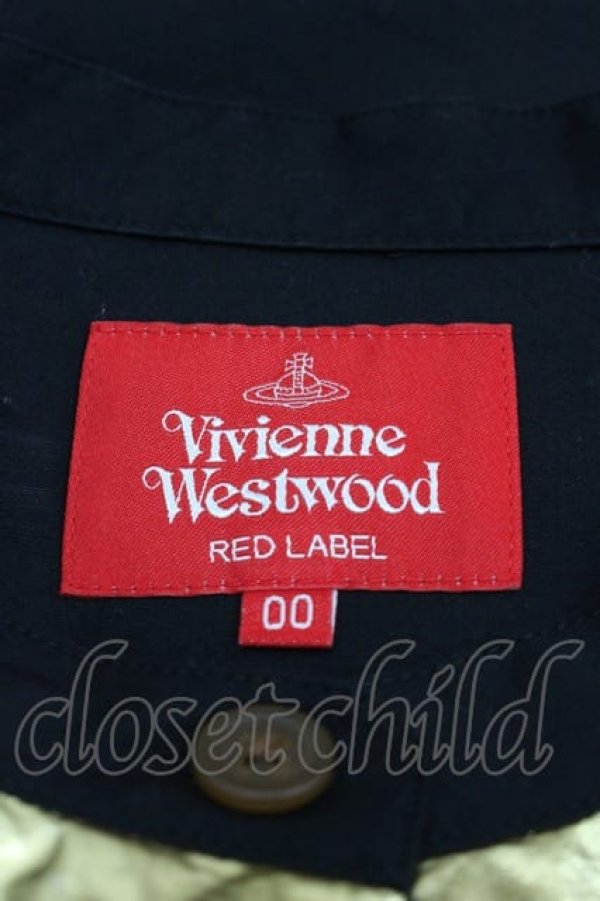 Vivienne
Westwood
RED LABEL
00
closetchild